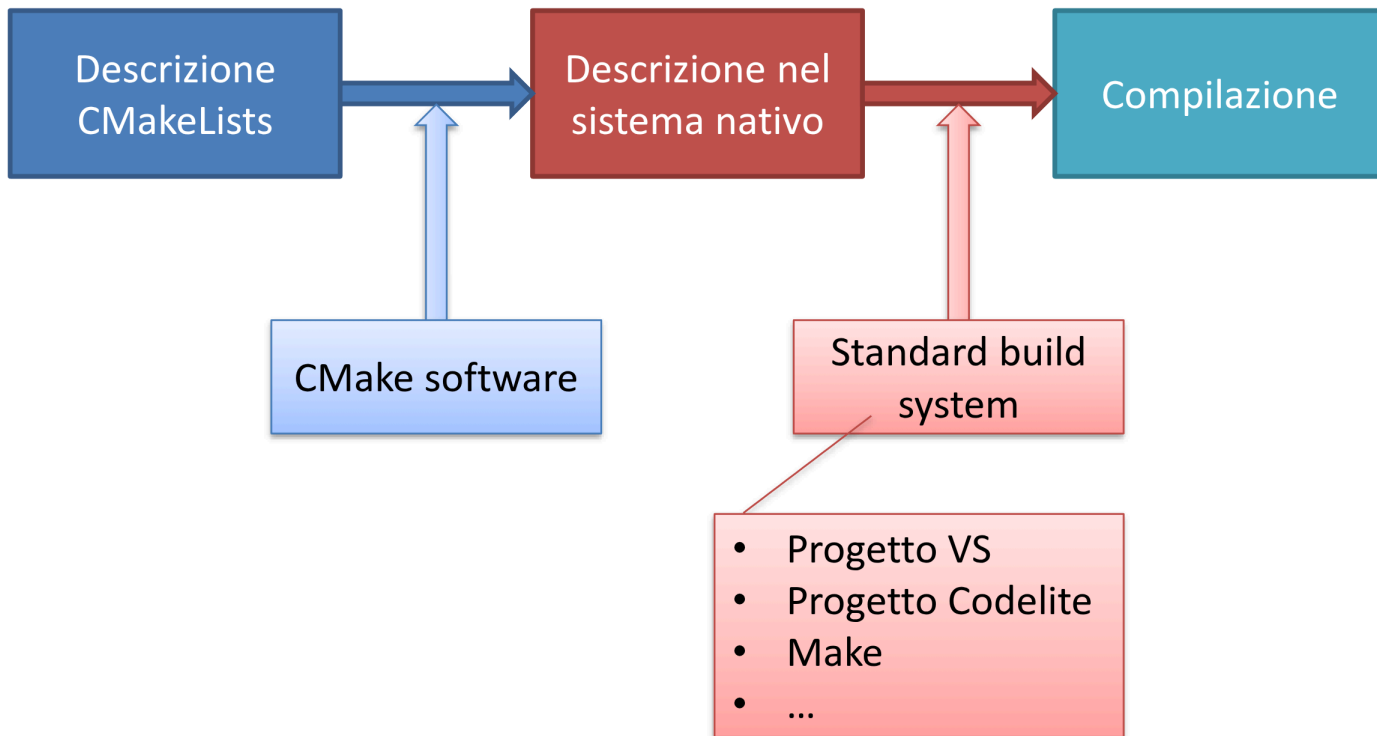 Descrizione
CMakeLists
Descrizione nel
sistema nativo
Compilazione
CMake software
Standard build
system
• Progetto VS
• Progetto Codelite
• Make
• ...